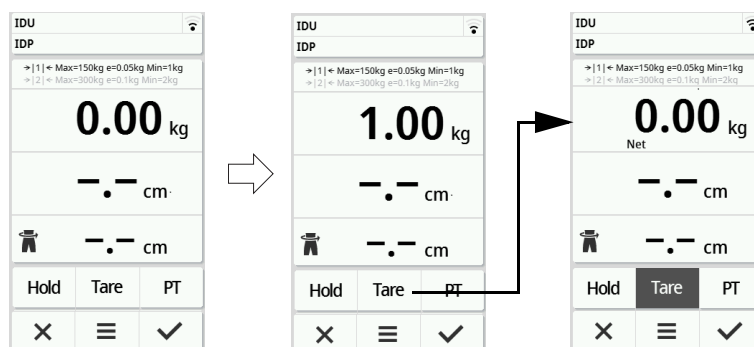 IDU
IDP
→|1|← Max=150kg e=0.05kg Min=1kg
→|2|← Max=300kg e=0.1kg Min=2kg
0.00 kg
-.- cm
-.- cm
Hold Tare PT
IDU
IDP
→|1|← Max=150kg e=0.05kg Min=1kg
→|2|← Max=300kg e=0.1kg Min=2kg
1.00 kg
-.- cm
-.- cm
Hold Tare PT
IDU
IDP
→|1|← Max=150kg e=0.05kg Min=1kg
→|2|← Max=300kg e=0.1kg Min=2kg
0.00 kg
Net
-.- cm
-.- cm
Hold Tare PT